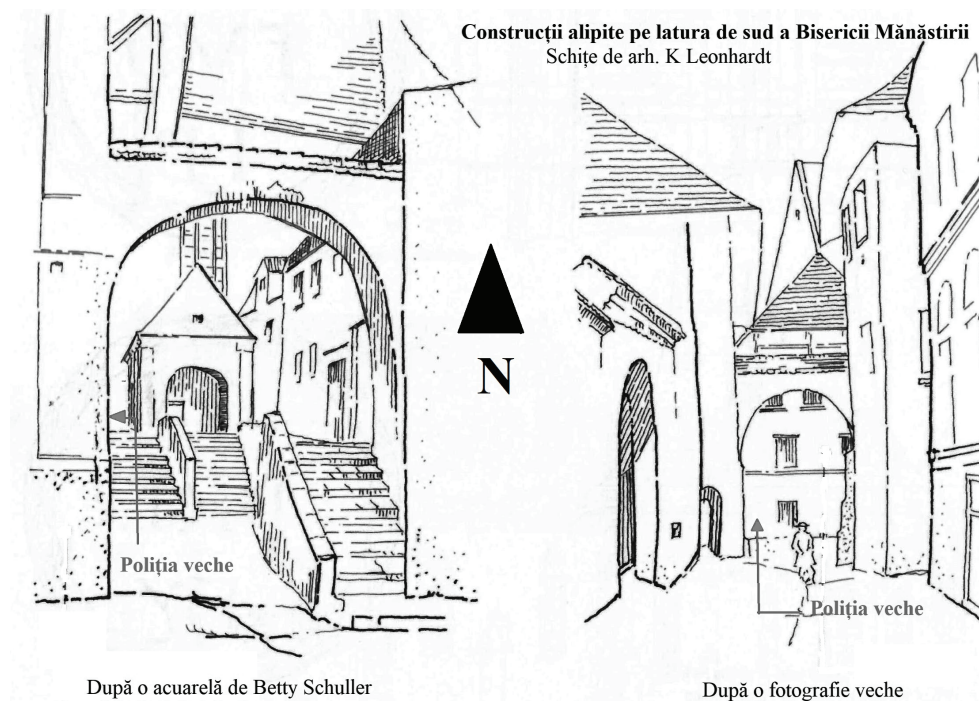 Construcții alipite pe latura de sud a Bisericii Mănăstirii
Schițe de arh. K Leonhardt
N
Poliția veche
Poliția veche
După o acuarelă de Betty Schuller
După o fotografie veche